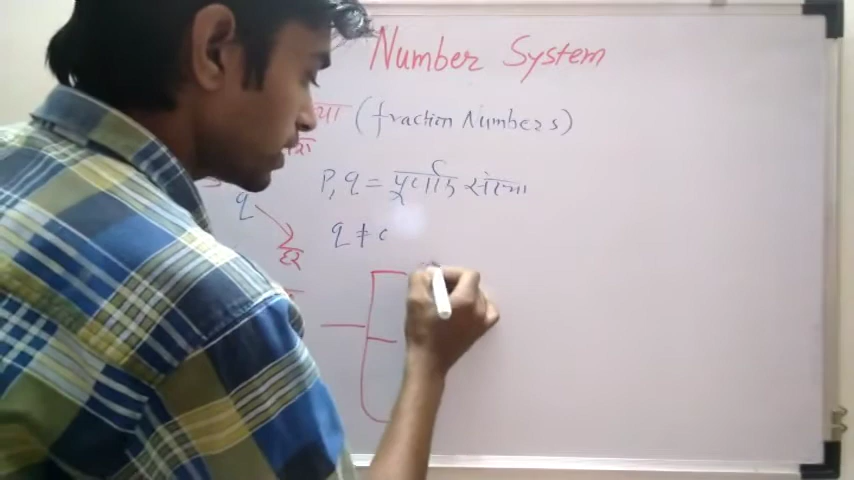 Number System
(fraction Numbers)
P, q = पूर्णांक संख्या
q
q ≠ 0
हर